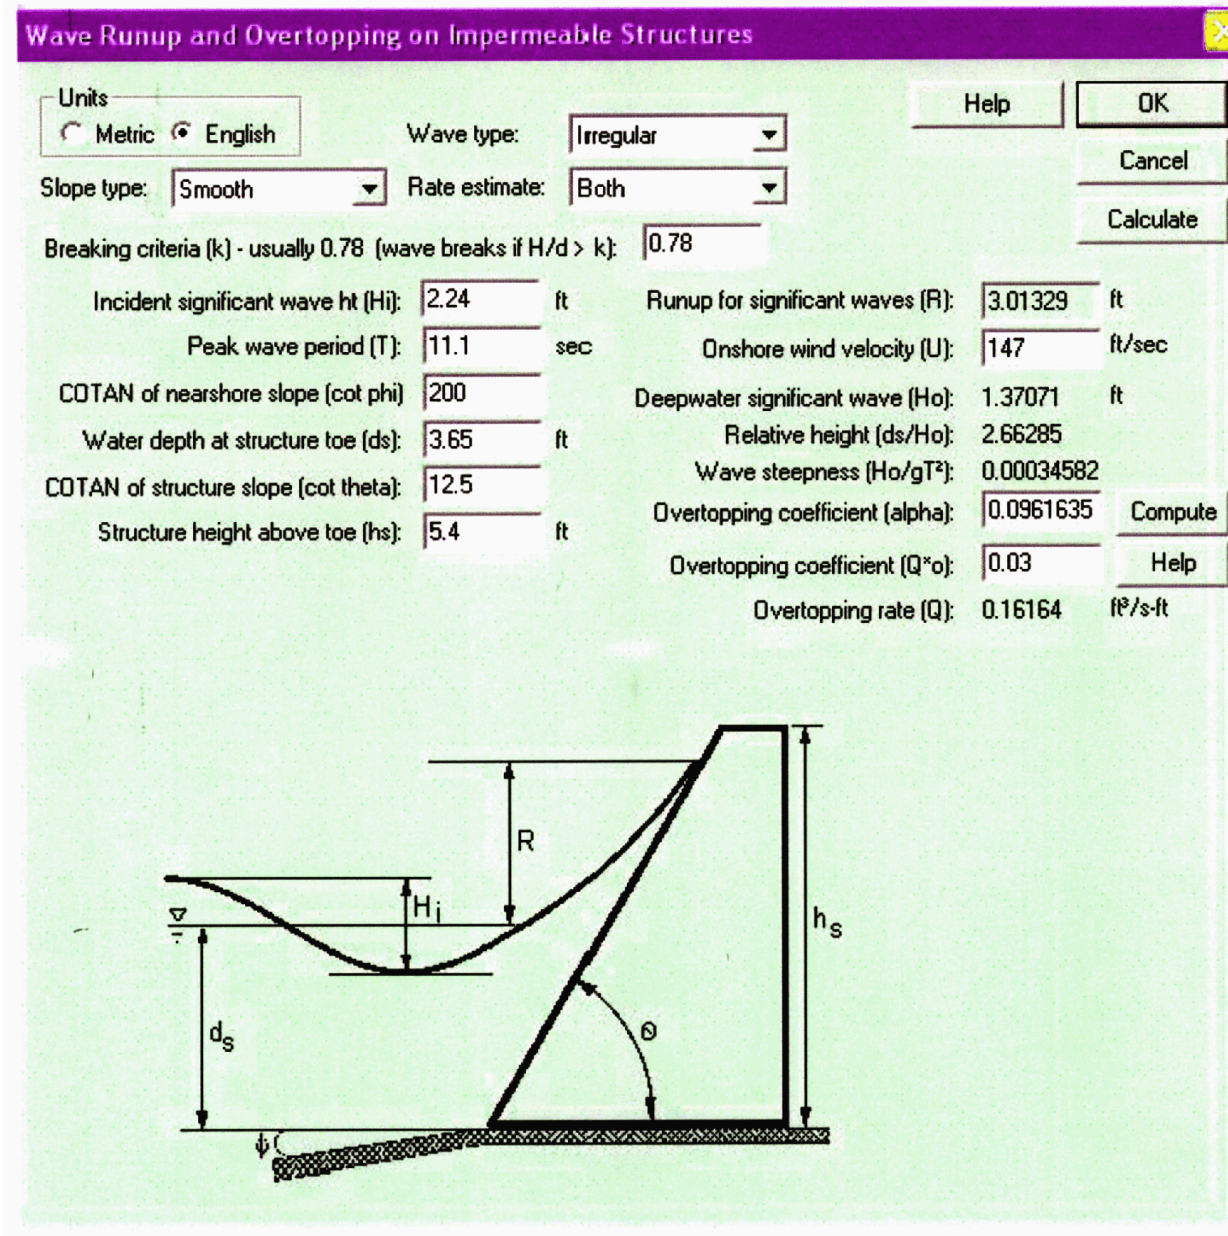 Wave Runup and Overtopping on Impermeable Structures
Units
Metric English
Wave type: Irregular
Help
OK
Cancel
Slope type: Smooth
Rate estimate: Both
Calculate
Breaking criteria (k) - usually 0.78 (wave breaks if H/d > k): 0.78
Incident significant wave ht (Hi): 2.24 ft
Peak wave period (T): 11.1 sec
COTAN of nearshore slope (cot phi) 200
Water depth at structure toe (ds): 3.65 ft
COTAN of structure slope (cot theta): 12.5
Structure height above toe (hs): 5.4 ft
Runup for significant waves (R): 3.01329 ft
Onshore wind velocity (U): 147 ft/sec
Deepwater significant wave (Ho): 1.37071 ft
Relative height (ds/Ho): 2.66285
Wave steepness (Ho/gT²): 0.00034582
Overtopping coefficient (alpha): 0.0961635 Compute
Overtopping coefficient (Q*o): 0.03 Help
Overtopping rate (Q): 0.16164 ft³/s-ft
R
Hi
hs
ds
θ
ψ